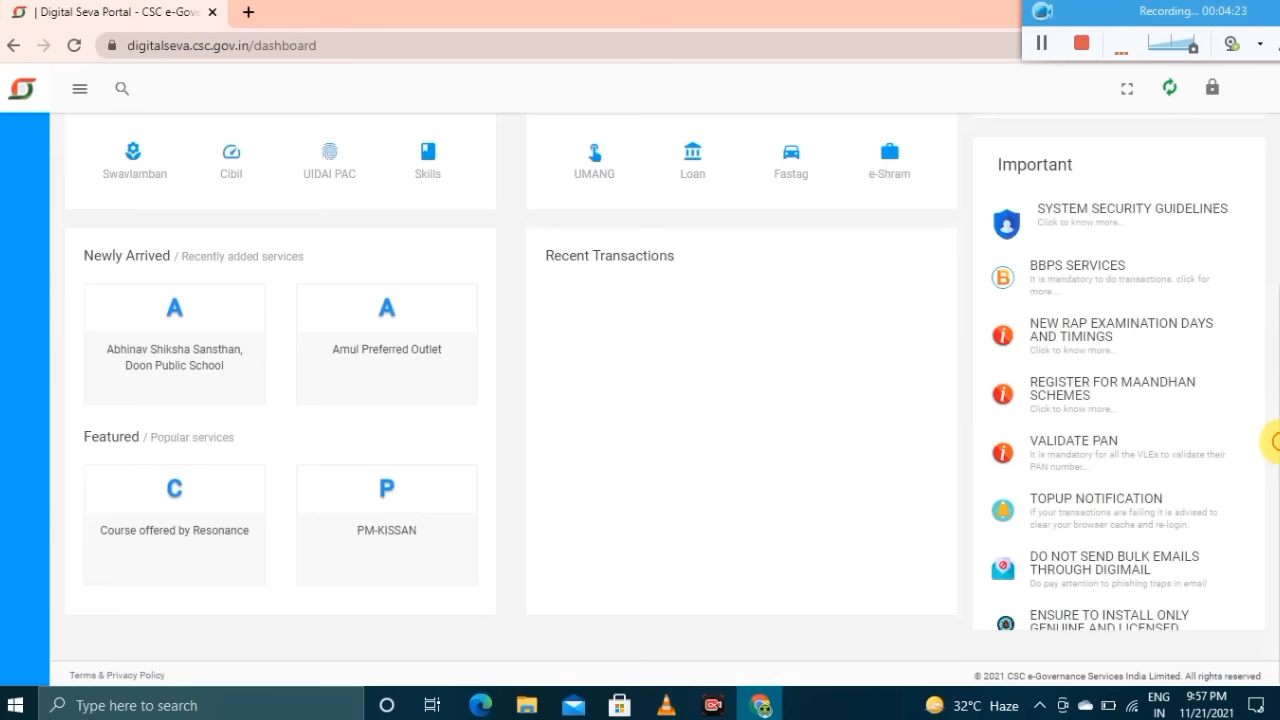 | Digital Seva Portal - CSC e-Gove
Recording... 00:04:23
digitalseva.csc.gov.in/dashboard
Swavlamban
Cibil
UIDAI PAC
Skills
UMANG
Loan
Fastag
e-Shram
Newly Arrived / Recently added services
A
Abhinav Shiksha Sansthan,
Doon Public School
A
Amul Preferred Outlet
Featured / Popular services
C
Course offered by Resonance
P
PM-KISSAN
Recent Transactions
Important
SYSTEM SECURITY GUIDELINES
Click to know more...
BBPS SERVICES
It is mandatory to do transactions, click for
more ...
NEW RAP EXAMINATION DAYS
AND TIMINGS
Click to know more...
REGISTER FOR MAANDHAN
SCHEMES
Click to know more...
VALIDATE PAN
It is mandatory for all the VLEs to validate their
PAN number...
TOPUP NOTIFICATION
If your transactions are failing it is advised to
clear your browser cache and re-login.
DO NOT SEND BULK EMAILS
THROUGH DIGIMAIL
Do pay attention to phishing traps in email
ENSURE TO INSTALL ONLY
GENUINE AND LICENSED
Terms & Privacy Policy
© 2021 CSC e-Governance Services India Limited. All rights reserved
Type here to search
32°C Haze
ENG
IN
9:57 PM
11/21/2021